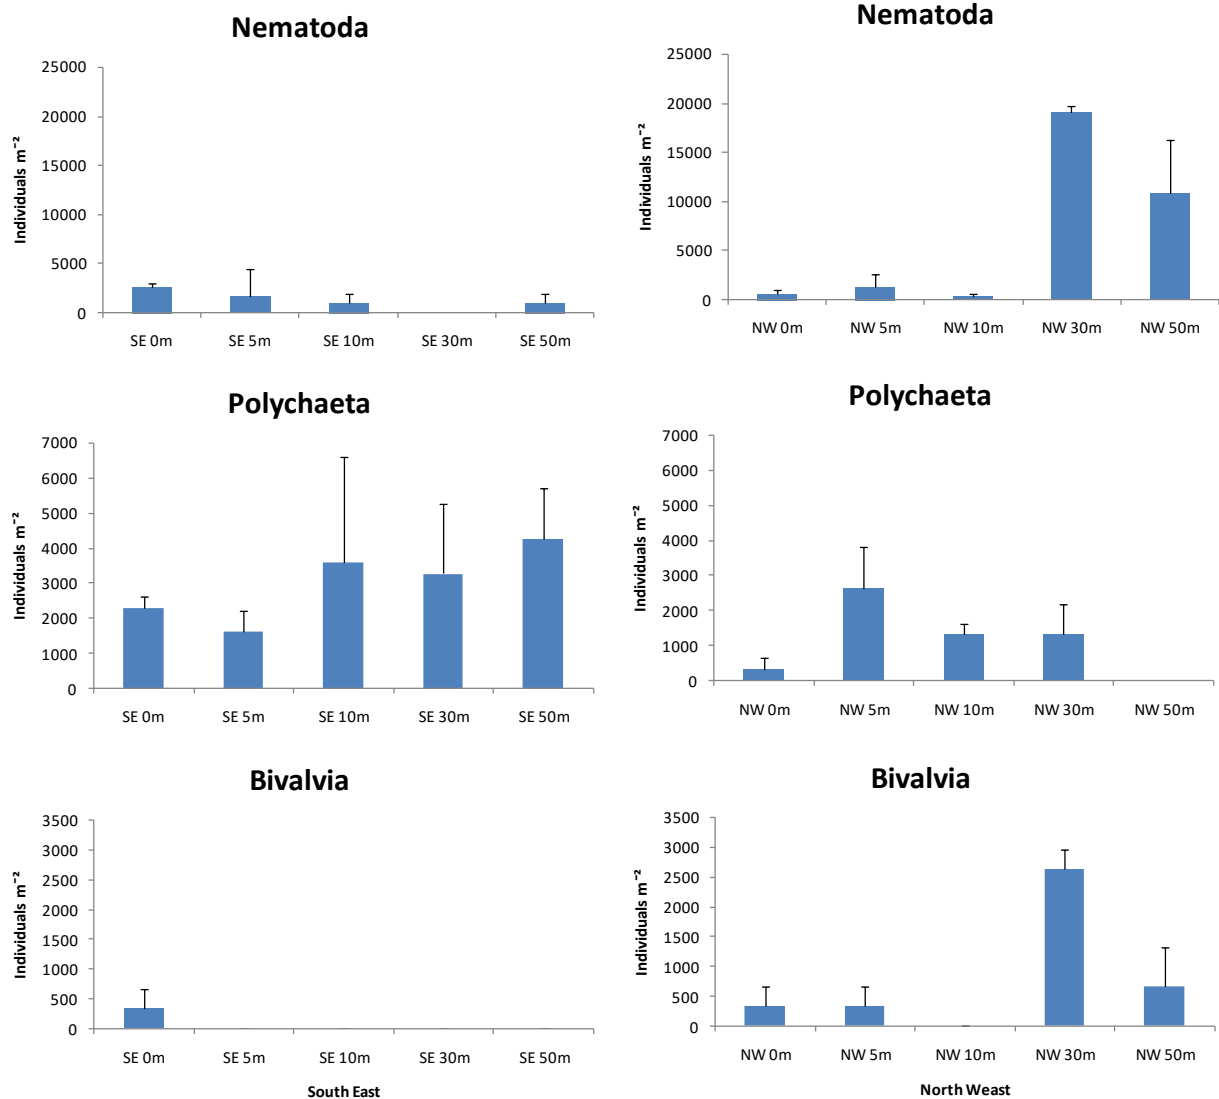 Nematoda
25000
20000
15000
10000
5000
0
Individuals m⁻²
SE 0m SE 5m SE 10m SE 30m SE 50m
Nematoda
25000
20000
15000
10000
5000
0
Individuals m⁻²
NW 0m NW 5m NW 10m NW 30m NW 50m
Polychaeta
7000
6000
5000
4000
3000
2000
1000
0
Individuals m⁻²
SE 0m SE 5m SE 10m SE 30m SE 50m
Polychaeta
7000
6000
5000
4000
3000
2000
1000
0
Individuals m⁻²
NW 0m NW 5m NW 10m NW 30m NW 50m
Bivalvia
3500
3000
2500
2000
1500
1000
500
0
Individuals m⁻²
SE 0m SE 5m SE 10m SE 30m SE 50m
South East
Bivalvia
3500
3000
2500
2000
1500
1000
500
0
Individuals m⁻²
NW 0m NW 5m NW 10m NW 30m NW 50m
North Weast